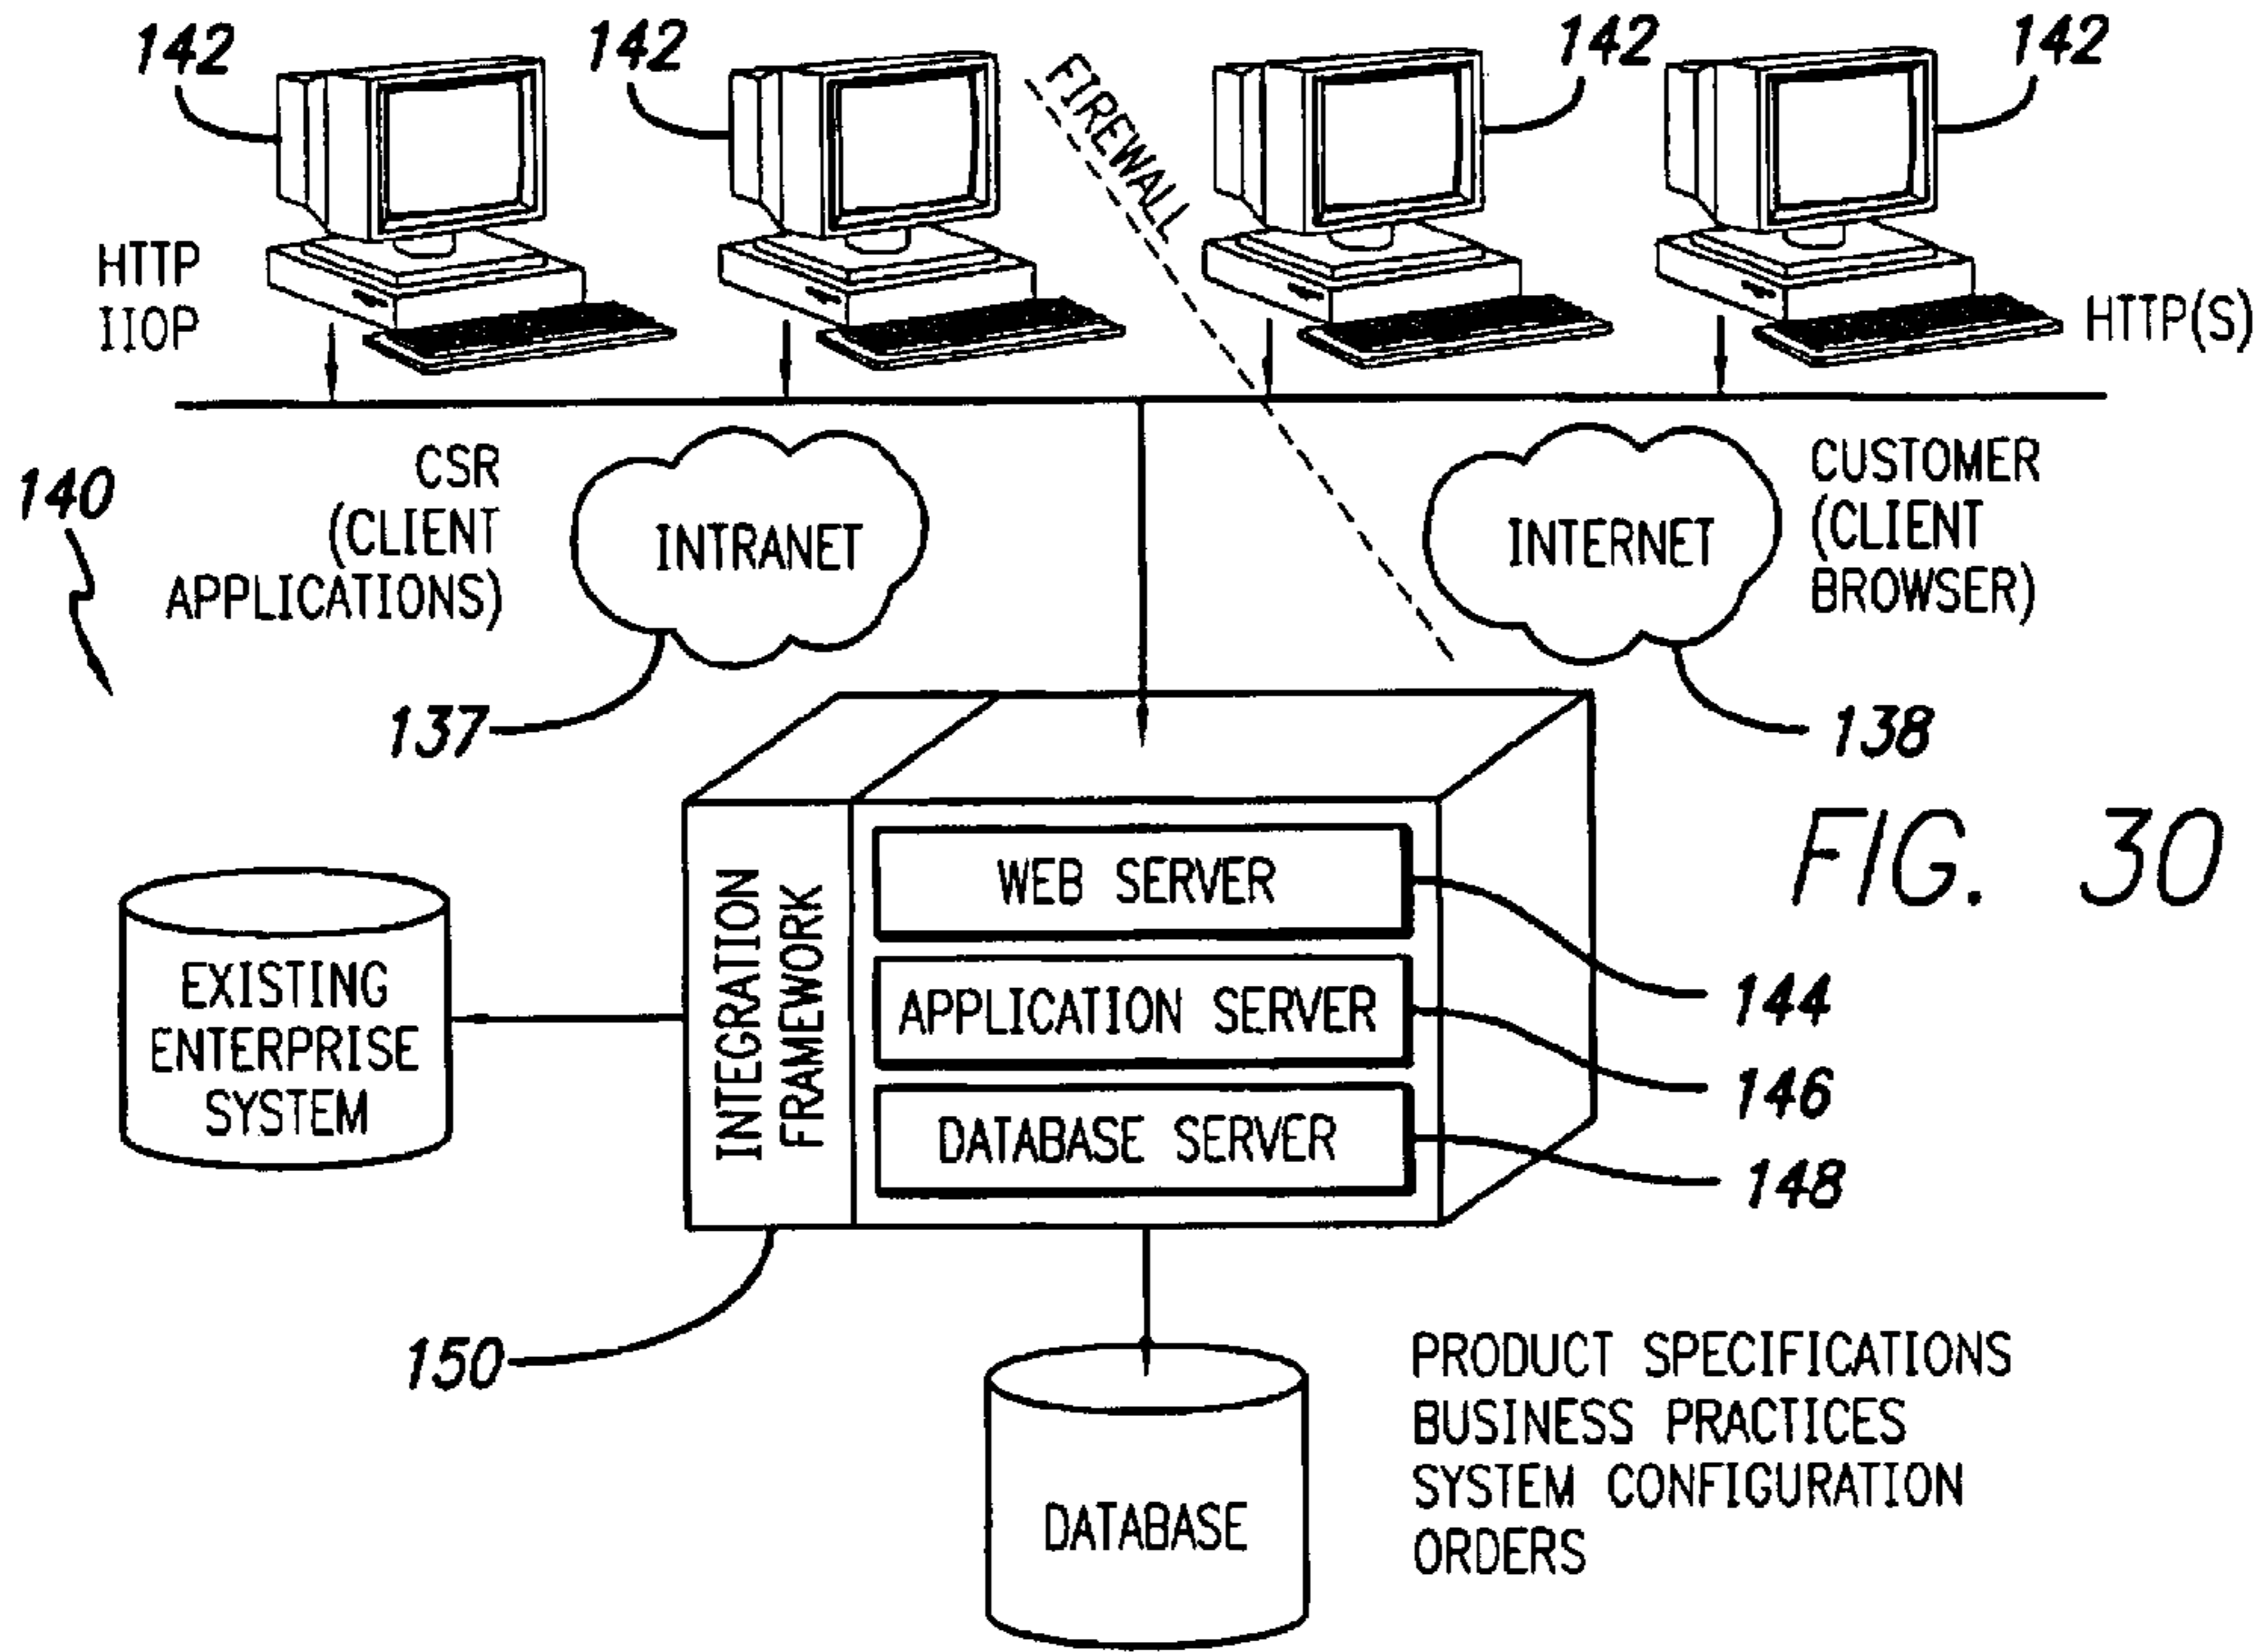 142
142
142
142
FIREWALL
HTTP
IIOP
HTTP(S)
140
CSR
(CLIENT
APPLICATIONS)
INTRANET
INTERNET
CUSTOMER
(CLIENT
BROWSER)
137
138
FIG. 30
INTEGRATION
FRAMEWORK
WEB SERVER
APPLICATION SERVER
DATABASE SERVER
EXISTING
ENTERPRISE
SYSTEM
144
146
148
150
DATABASE
PRODUCT SPECIFICATIONS
BUSINESS PRACTICES
SYSTEM CONFIGURATION
ORDERS